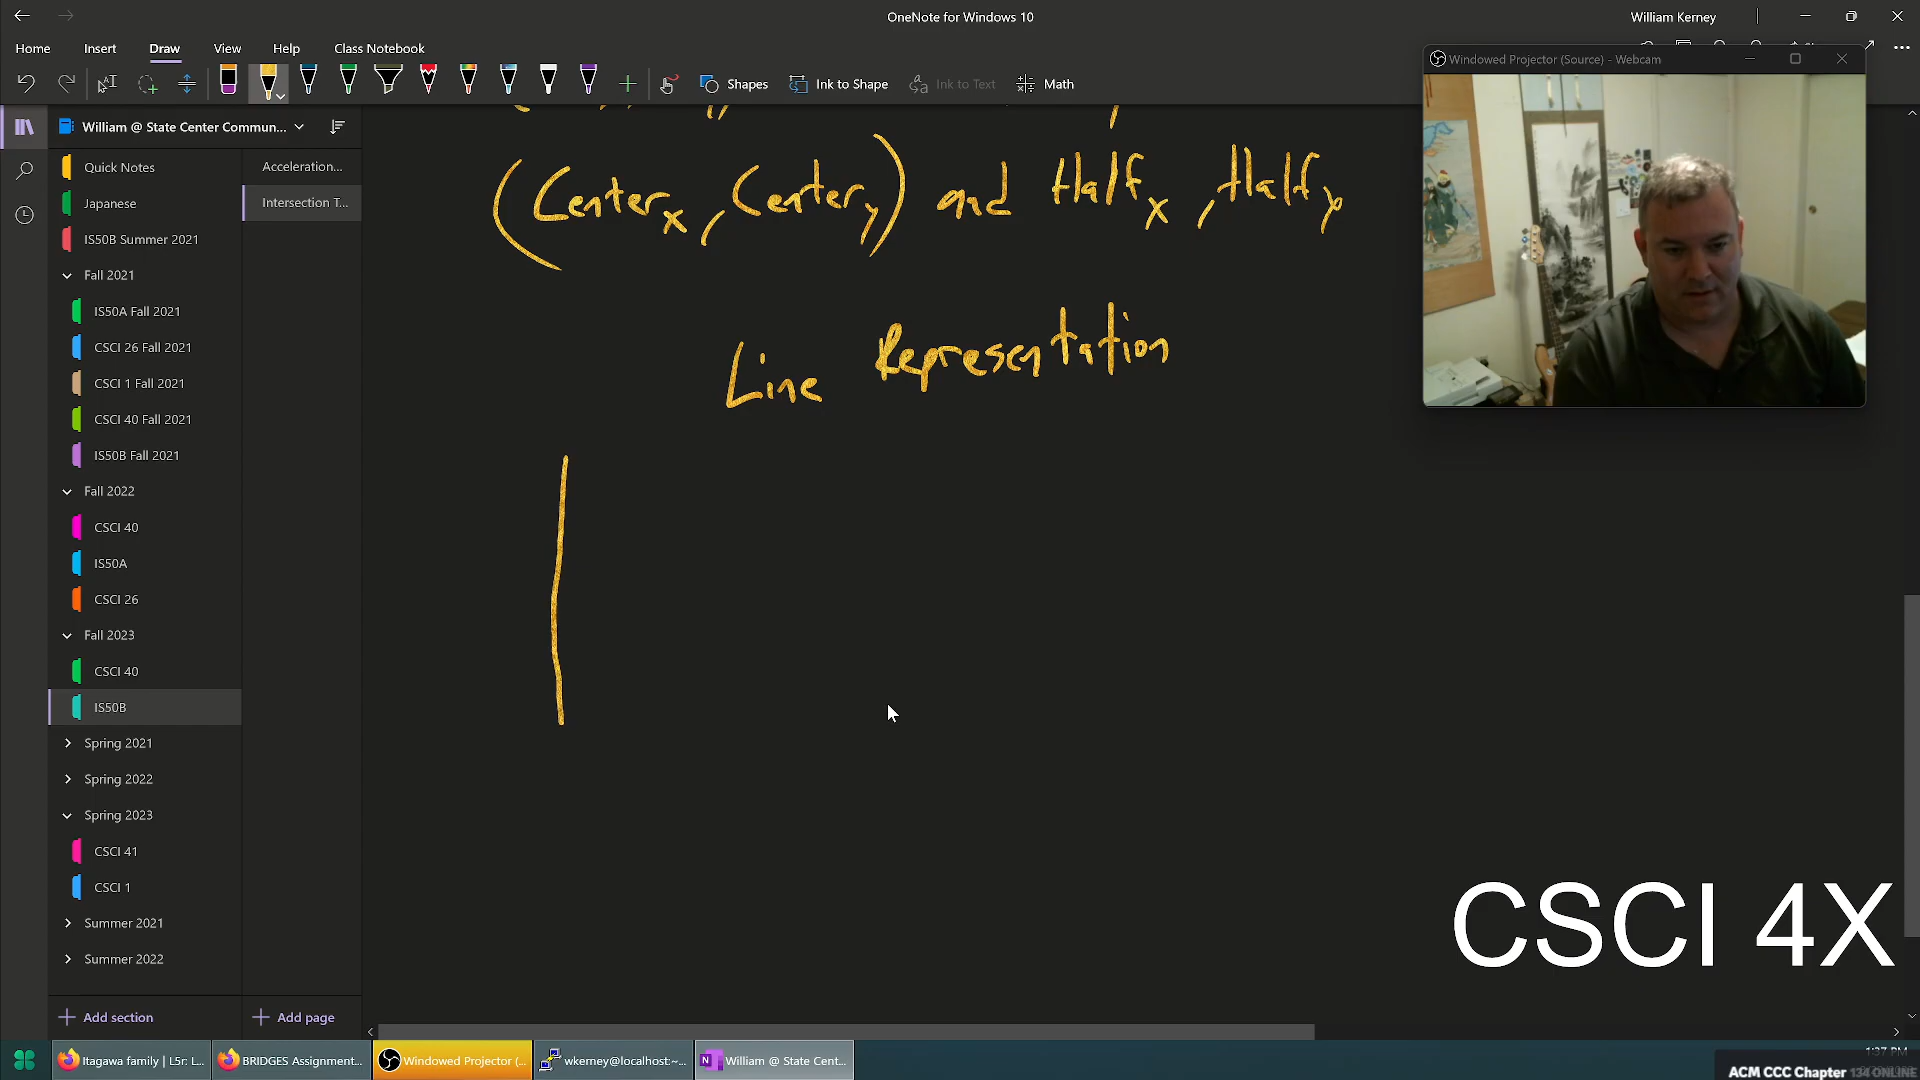 OneNote for Windows 10
William Kerney
Home Insert Draw View Help Class Notebook
Shapes Ink to Shape Ink to Text Math
Windowed Projector (Source) - Webcam
William @ State Center Commun...
Quick Notes
Japanese
IS50B Summer 2021
Fall 2021
IS50A Fall 2021
CSCI 26 Fall 2021
CSCI 1 Fall 2021
CSCI 40 Fall 2021
IS50B Fall 2021
Fall 2022
CSCI 40
IS50A
CSCI 26
Fall 2023
CSCI 40
IS50B
Spring 2021
Spring 2022
Spring 2023
CSCI 41
CSCI 1
Summer 2021
Summer 2022
Add section
Acceleration...
Intersection T...
Add page
(Centerx, Centery) and Halfx, Halfy
Line Representation
CSCI 4X
Itagawa family | L5r: L...
BRIDGES Assignment...
Windowed Projector (...
wkerney@localhost:~...
William @ State Cent...
1:37 PM
ACM CCC Chapter 134 ONLINE